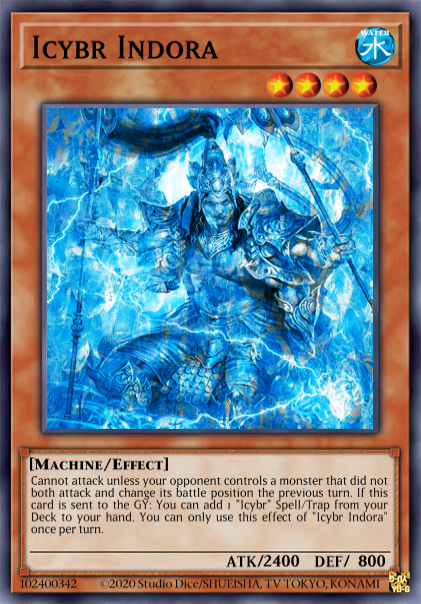 Icybr Indora
WATER
水
[Machine/Effect]
Cannot attack unless your opponent controls a monster that did not
both attack and change its battle position the previous turn. If this
card is sent to the GY: You can add 1 "Icybr" Spell/Trap from your
Deck to your hand. You can only use this effect of "Icybr Indora"
once per turn.
ATK/2400 DEF/ 800
102400342 ©2020 Studio Dice/SHUEISHA, TV TOKYO, KONAMI